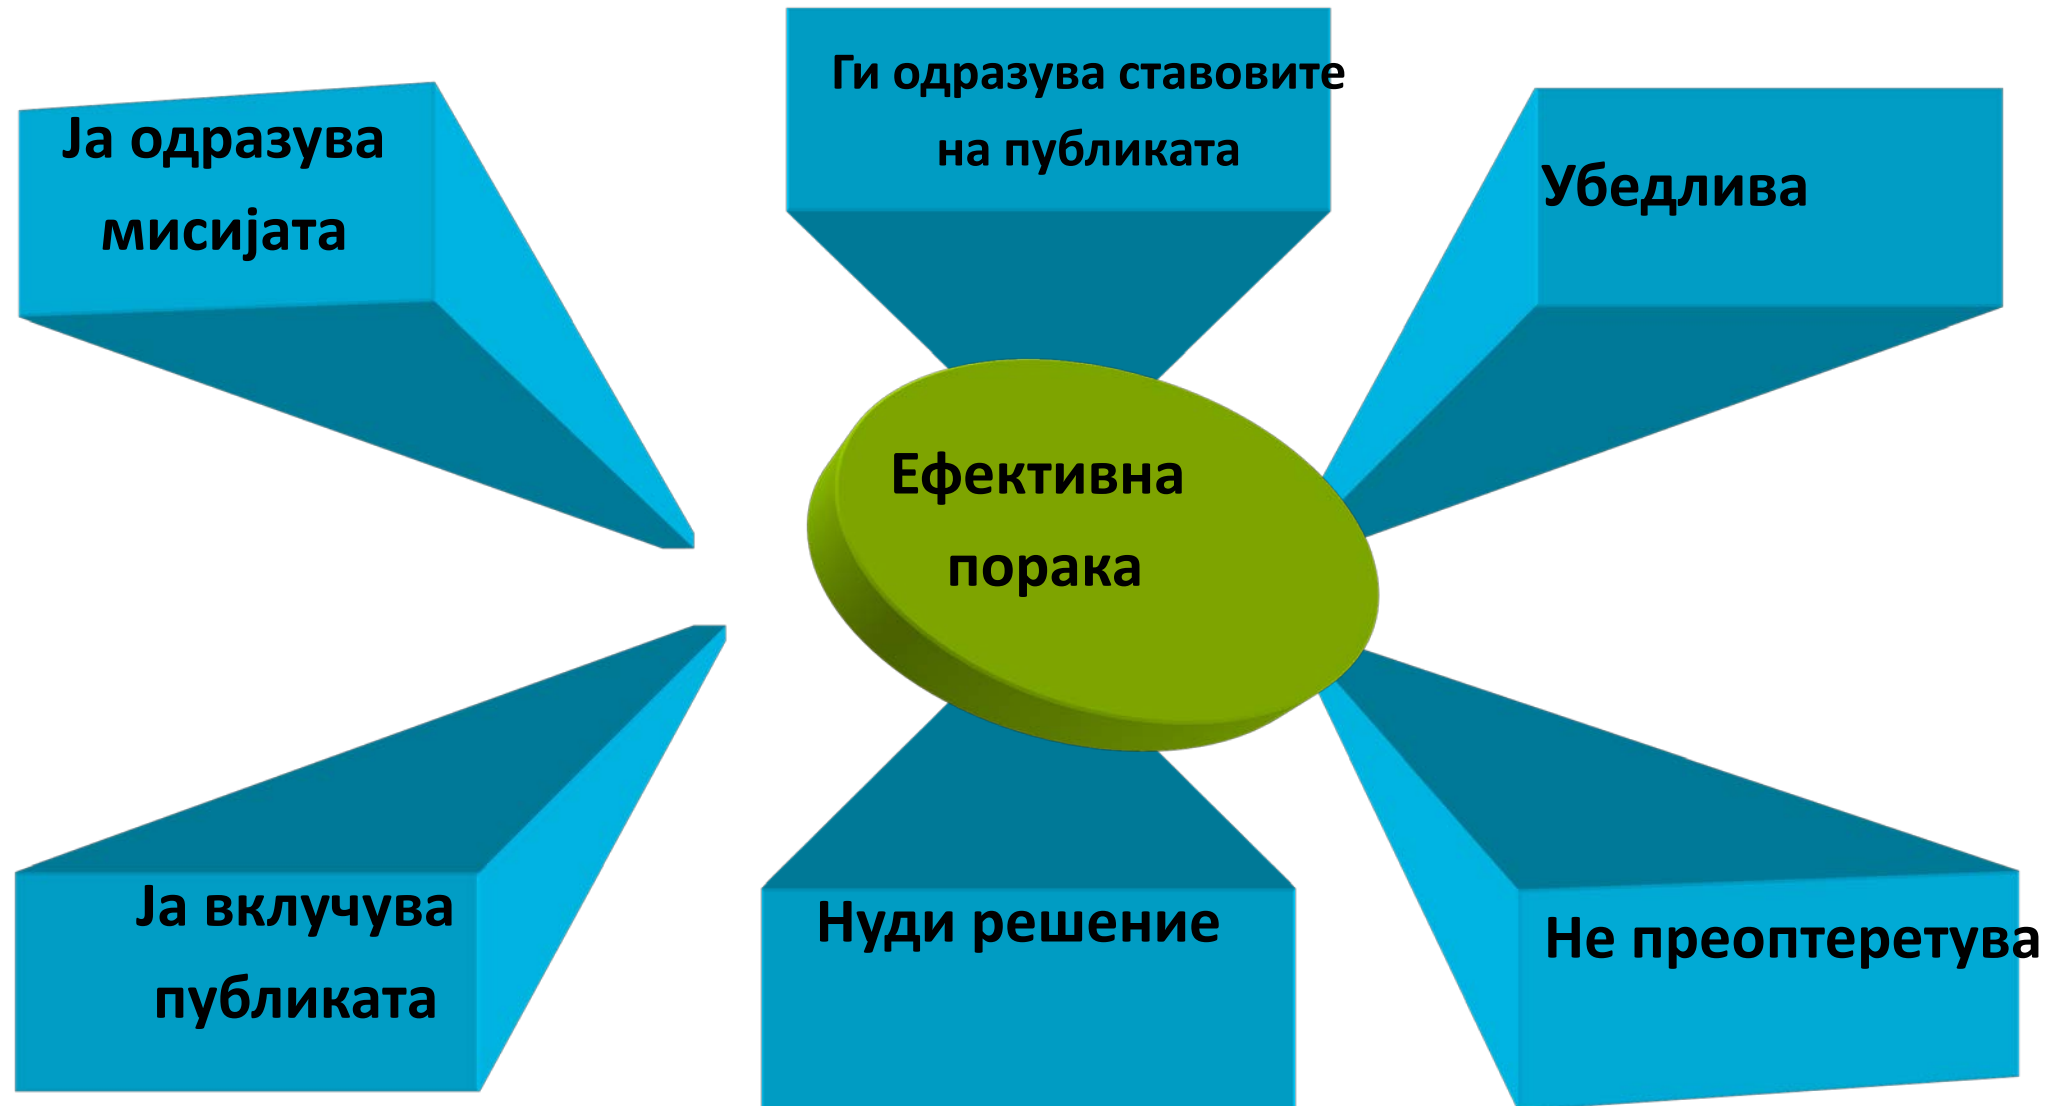 Ја одразува
мисијата
Ги одразува ставовите
на публиката
Убедлива
Ефективна
порака
Ја вклучува
публиката
Нуди решение
Не преоптеретува